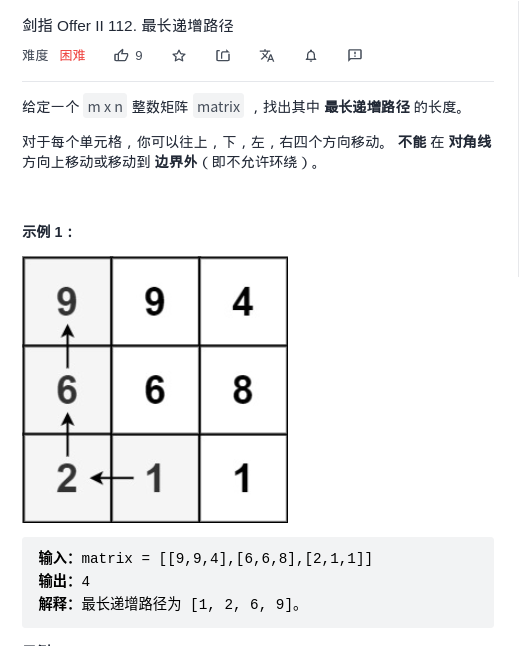 剑指 Offer II 112. 最长递增路径
难度 困难 9
给定一个 m x n 整数矩阵 matrix ，找出其中 最长递增路径 的长度。
对于每个单元格，你可以往上，下，左，右四个方向移动。 不能 在 对角线
方向上移动或移动到 边界外（即不允许环绕）。
示例 1：
9 9 4
6 6 8
2 1 1
输入：matrix = [[9,9,4],[6,6,8],[2,1,1]]
输出：4
解释：最长递增路径为 [1, 2, 6, 9]。